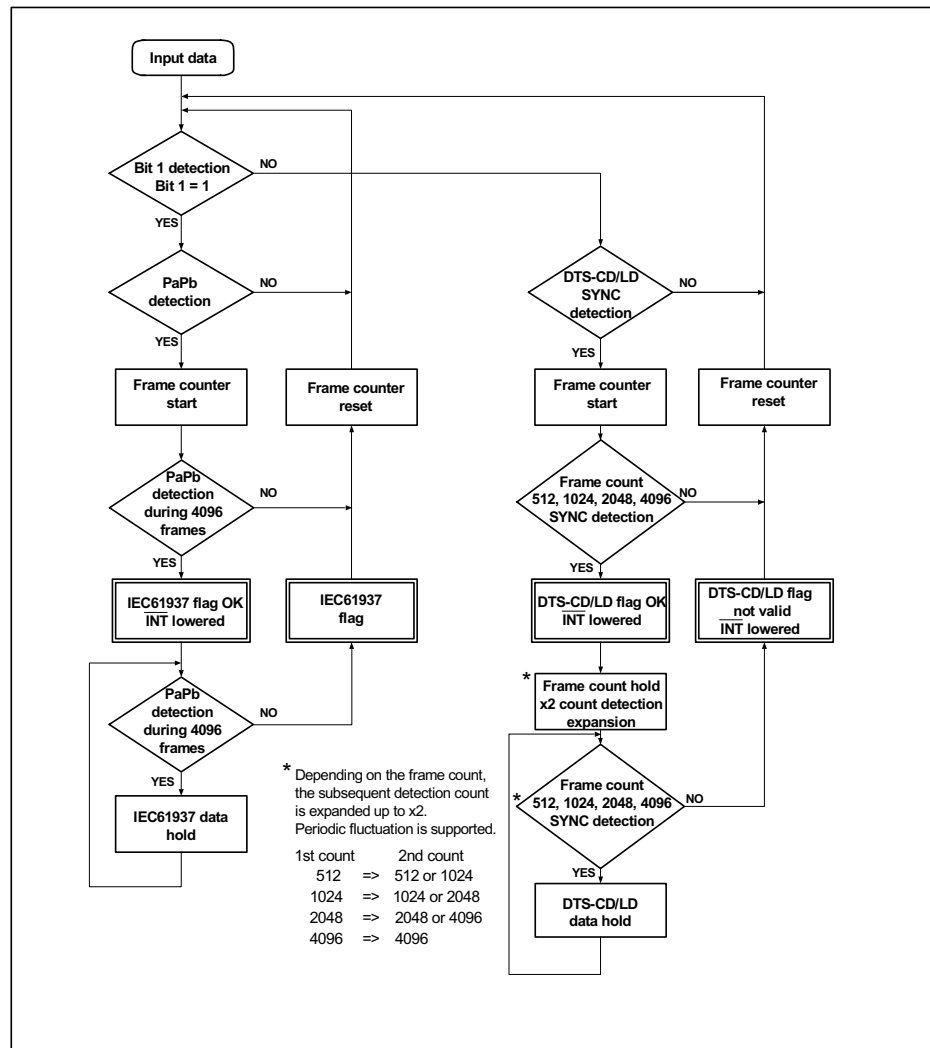 Input data
Bit 1 detection
Bit 1 = 1
NO
YES
PaPb
detection
NO
YES
Frame counter
start
Frame counter
reset
PaPb
detection
during 4096
frames
NO
YES
IEC61937 flag OK
INT lowered
IEC61937
flag
PaPb
detection
during 4096
frames
NO
YES
IEC61937 data
hold
DTS-CD/LD
SYNC
detection
NO
YES
Frame counter
start
Frame counter
reset
Frame count
512, 1024, 2048, 4096
SYNC detection
NO
YES
DTS-CD/LD flag OK
INT lowered
DTS-CD/LD flag
not valid
INT lowered
* Frame count hold
x2 count detection
expansion
* Frame count
512, 1024, 2048, 4096
SYNC detection
NO
YES
DTS-CD/LD
data hold
* Depending on the frame count,
the subsequent detection count
is expanded up to x2.
Periodic fluctuation is supported.
1st count 2nd count
512 => 512 or 1024
1024 => 1024 or 2048
2048 => 2048 or 4096
4096 => 4096